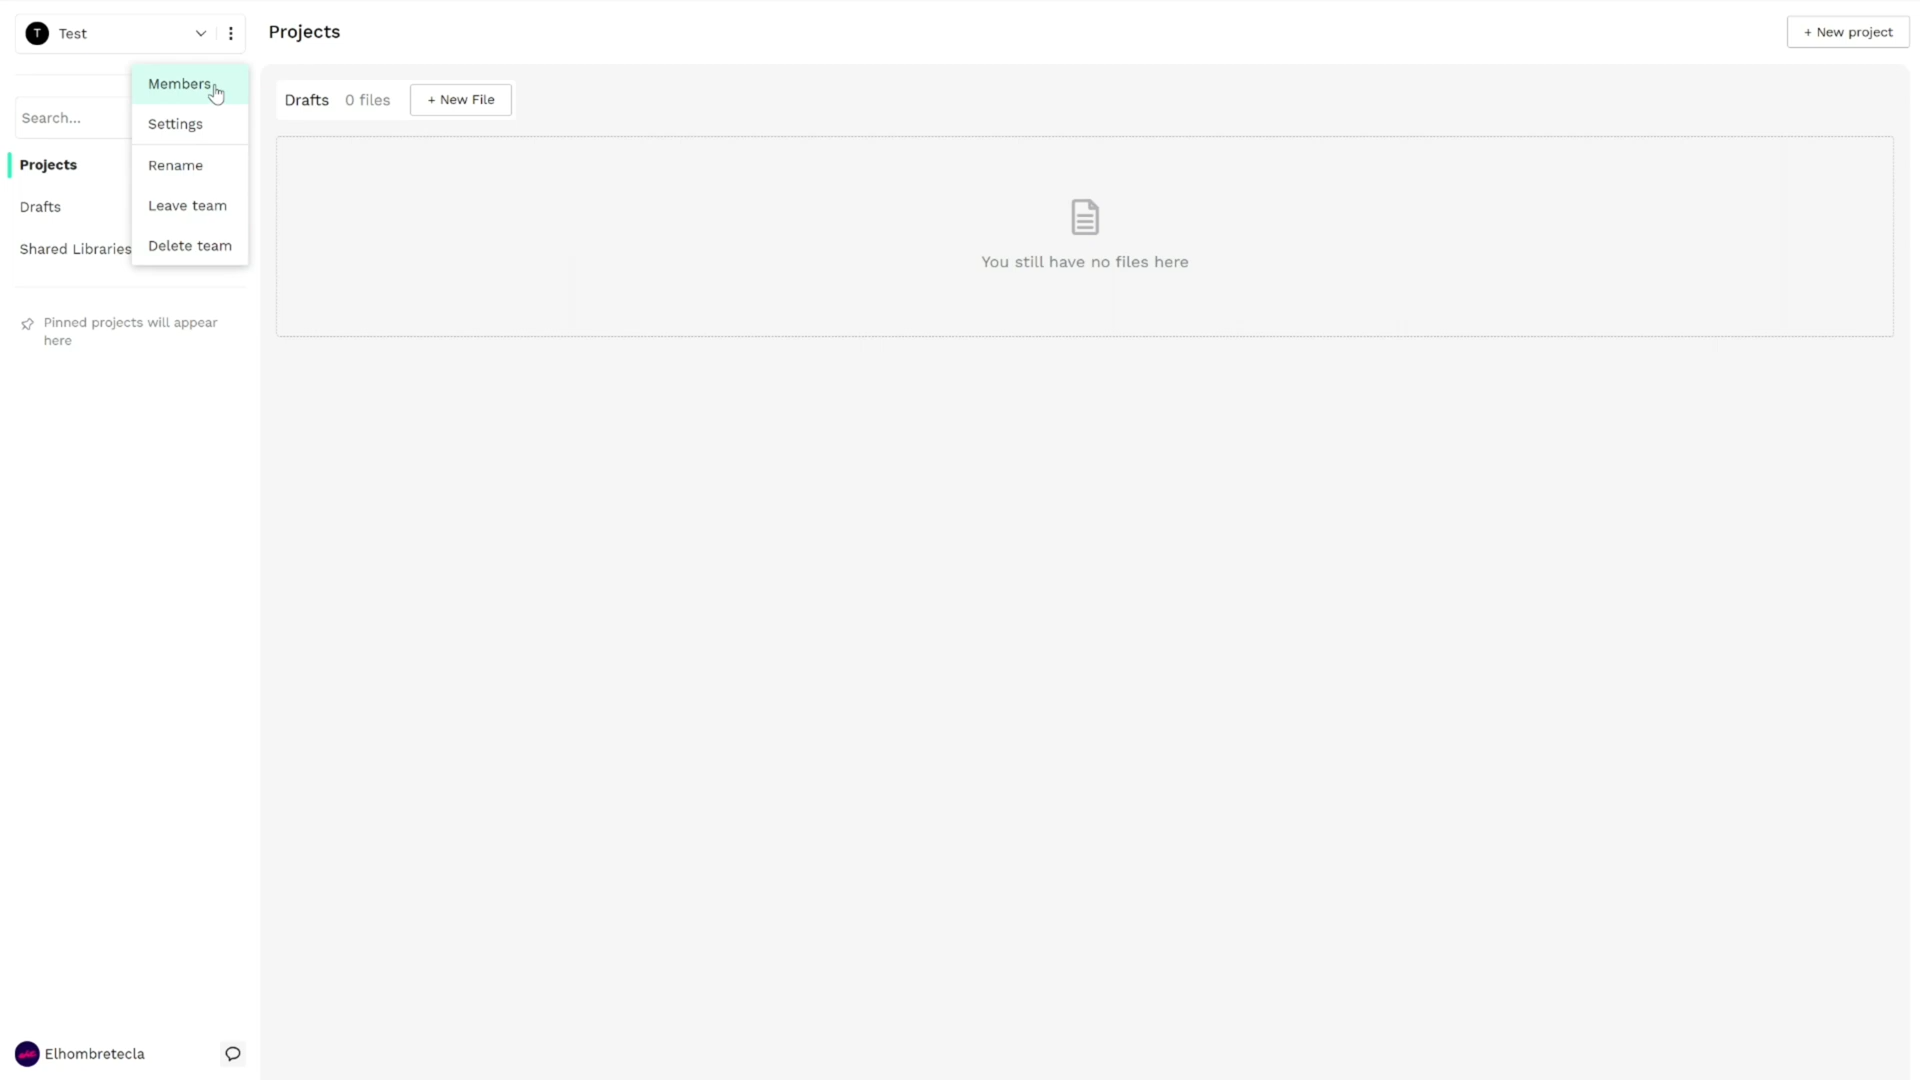 T Test
Projects
+ New project
Members
Settings
Rename
Leave team
Delete team
Search...
Projects
Drafts
Shared Libraries
Pinned projects will appear
here
Drafts 0 files + New File
You still have no files here
Elhombretecla